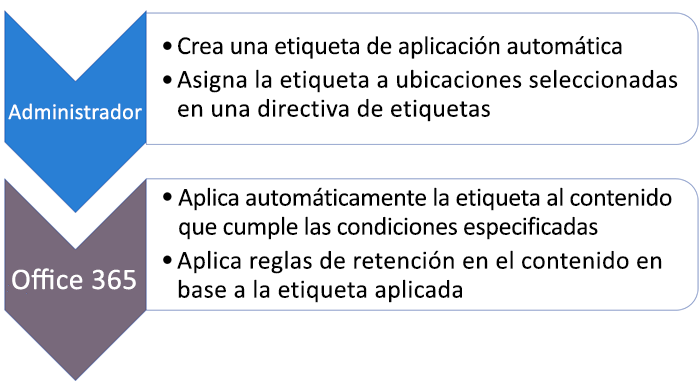 • Crea una etiqueta de aplicación automática
• Asigna la etiqueta a ubicaciones seleccionadas
en una directiva de etiquetas
Administrador
• Aplica automáticamente la etiqueta al contenido
que cumple las condiciones especificadas
• Aplica reglas de retención en el contenido en
base a la etiqueta aplicada
Office 365